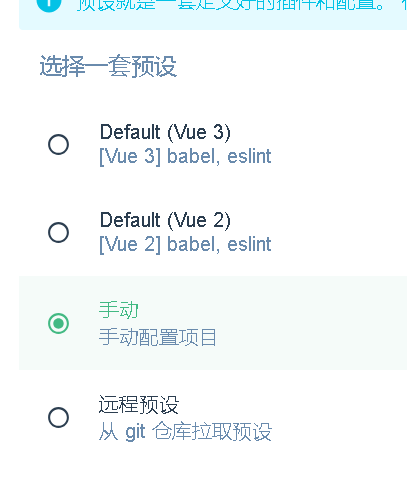 预设就是一套定义好的插件和配置。
选择一套预设
Default (Vue 3)
[Vue 3] babel, eslint
Default (Vue 2)
[Vue 2] babel, eslint
手动
手动配置项目
远程预设
从 git 仓库拉取预设